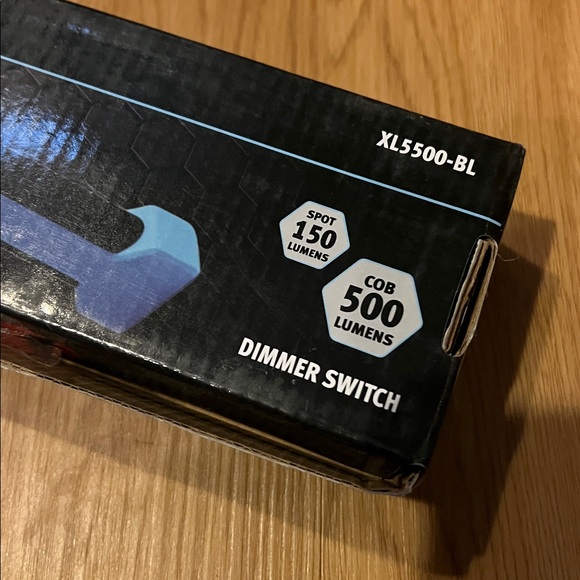 XL5500-BL
SPOT
150
LUMENS
COB
500
LUMENS
DIMMER SWITCH